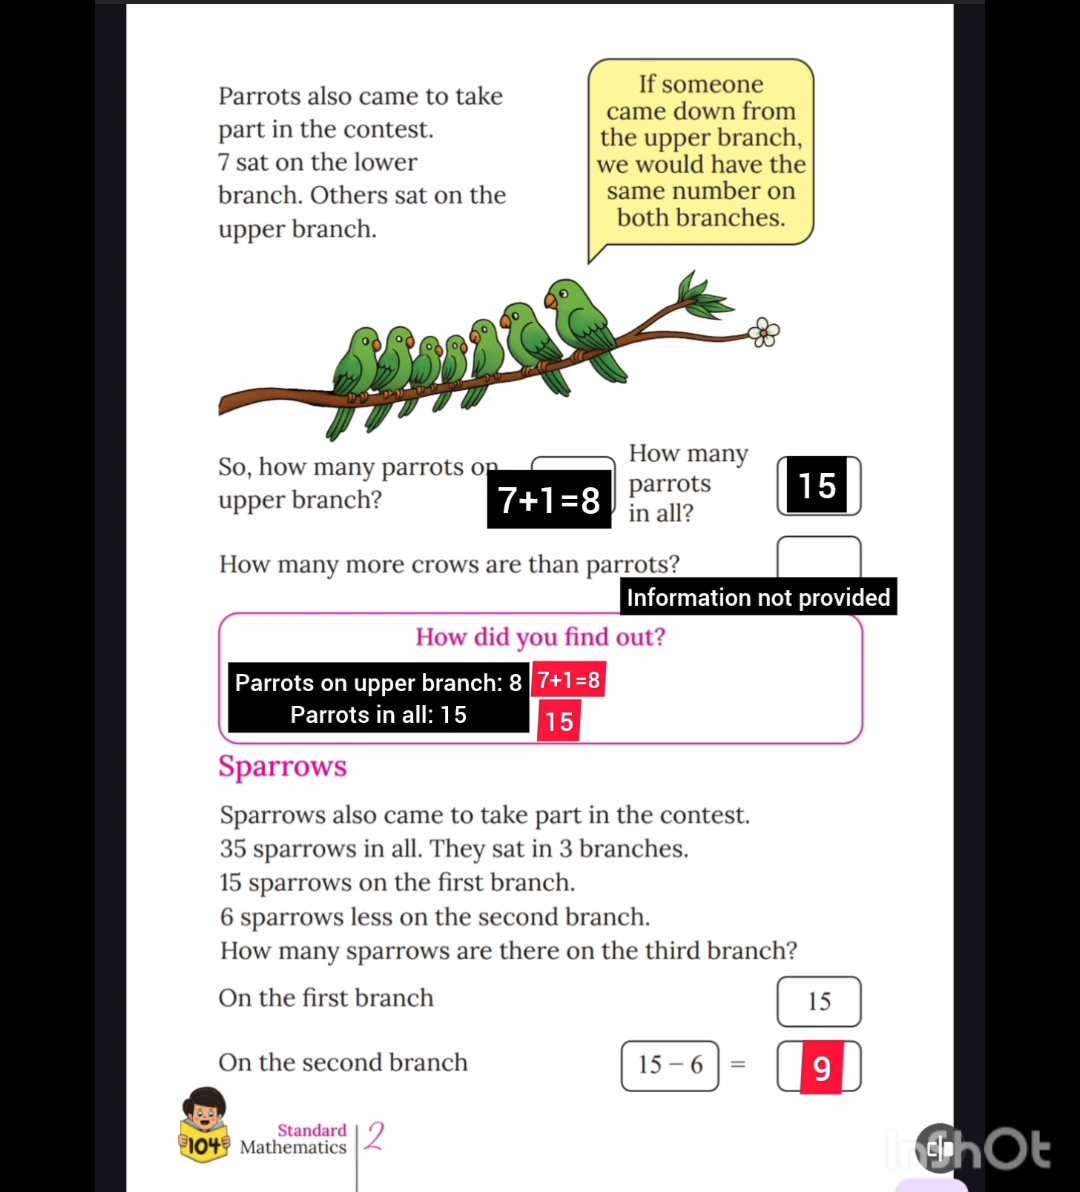 Parrots also came to take
part in the contest.
7 sat on the lower
branch. Others sat on the
upper branch.
If someone
came down from
the upper branch,
we would have the
same number on
both branches.
So, how many parrots on
upper branch?
7+1=8
How many
parrots
in all?
15
How many more crows are than parrots?
Information not provided
How did you find out?
Parrots on upper branch: 8
7+1=8
Parrots in all: 15
15
Sparrows
Sparrows also came to take part in the contest.
35 sparrows in all. They sat in 3 branches.
15 sparrows on the first branch.
6 sparrows less on the second branch.
How many sparrows are there on the third branch?
On the first branch
15
On the second branch
15 – 6 = 9
104
Standard
Mathematics
2
InShOt